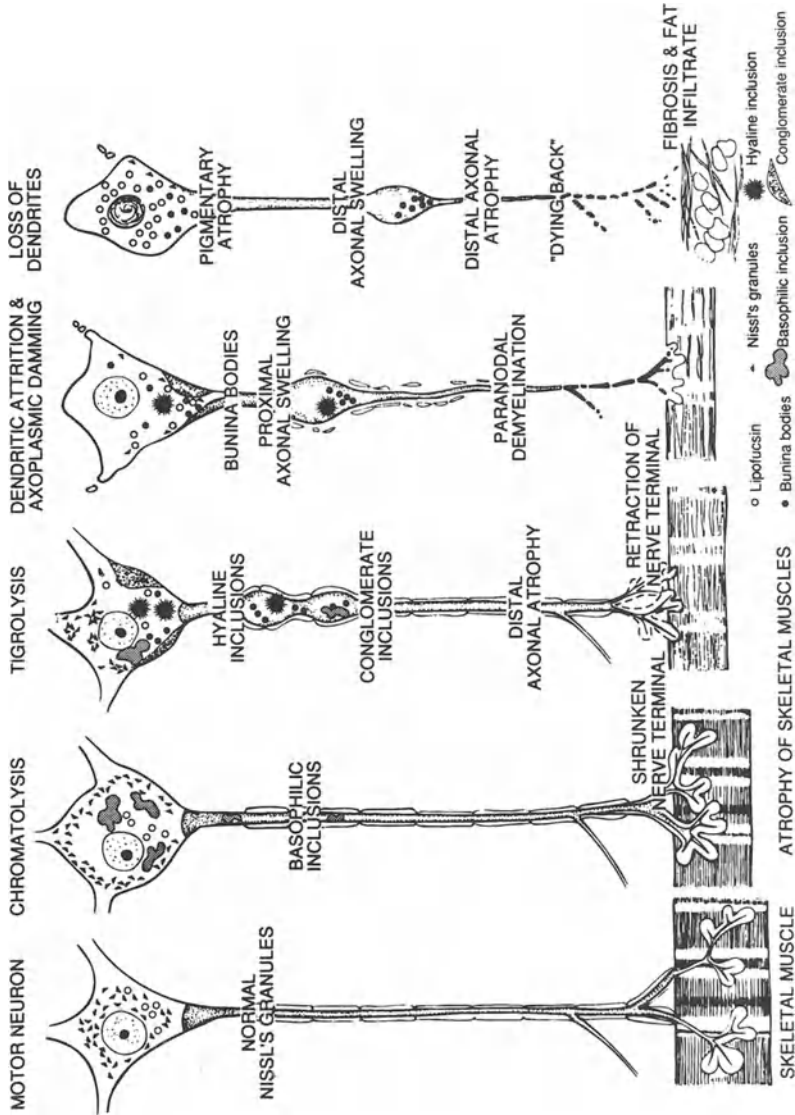 MOTOR NEURON
NORMAL
NISSL'S GRANULES
SKELETAL MUSCLE
CHROMATOLYSIS
BASOPHILIC
INCLUSIONS
SHRUNKEN
NERVE TERMINAL
ATROPHY OF SKELETAL MUSCLES
TIGROLYSIS
HYALINE
INCLUSIONS
CONGLOMERATE
INCLUSIONS
DISTAL
AXONAL ATROPHY
RETRACTION OF
NERVE TERMINAL
DENDRITIC ATTRITION &
AXOPLASMIC DAMMING
BUNINA BODIES
PROXIMAL
AXONAL SWELLING
PARANODAL
DEMYELINATION
LOSS OF
DENDRITES
PIGMENTARY
ATROPHY
DISTAL
AXONAL SWELLING
DISTAL AXONAL
ATROPHY
"DYING BACK"
FIBROSIS & FAT
INFILTRATE
Lipofucsin
Nissl's granules
Hyaline inclusion
Bunina bodies
Basophilic inclusion
Conglomerate inclusion